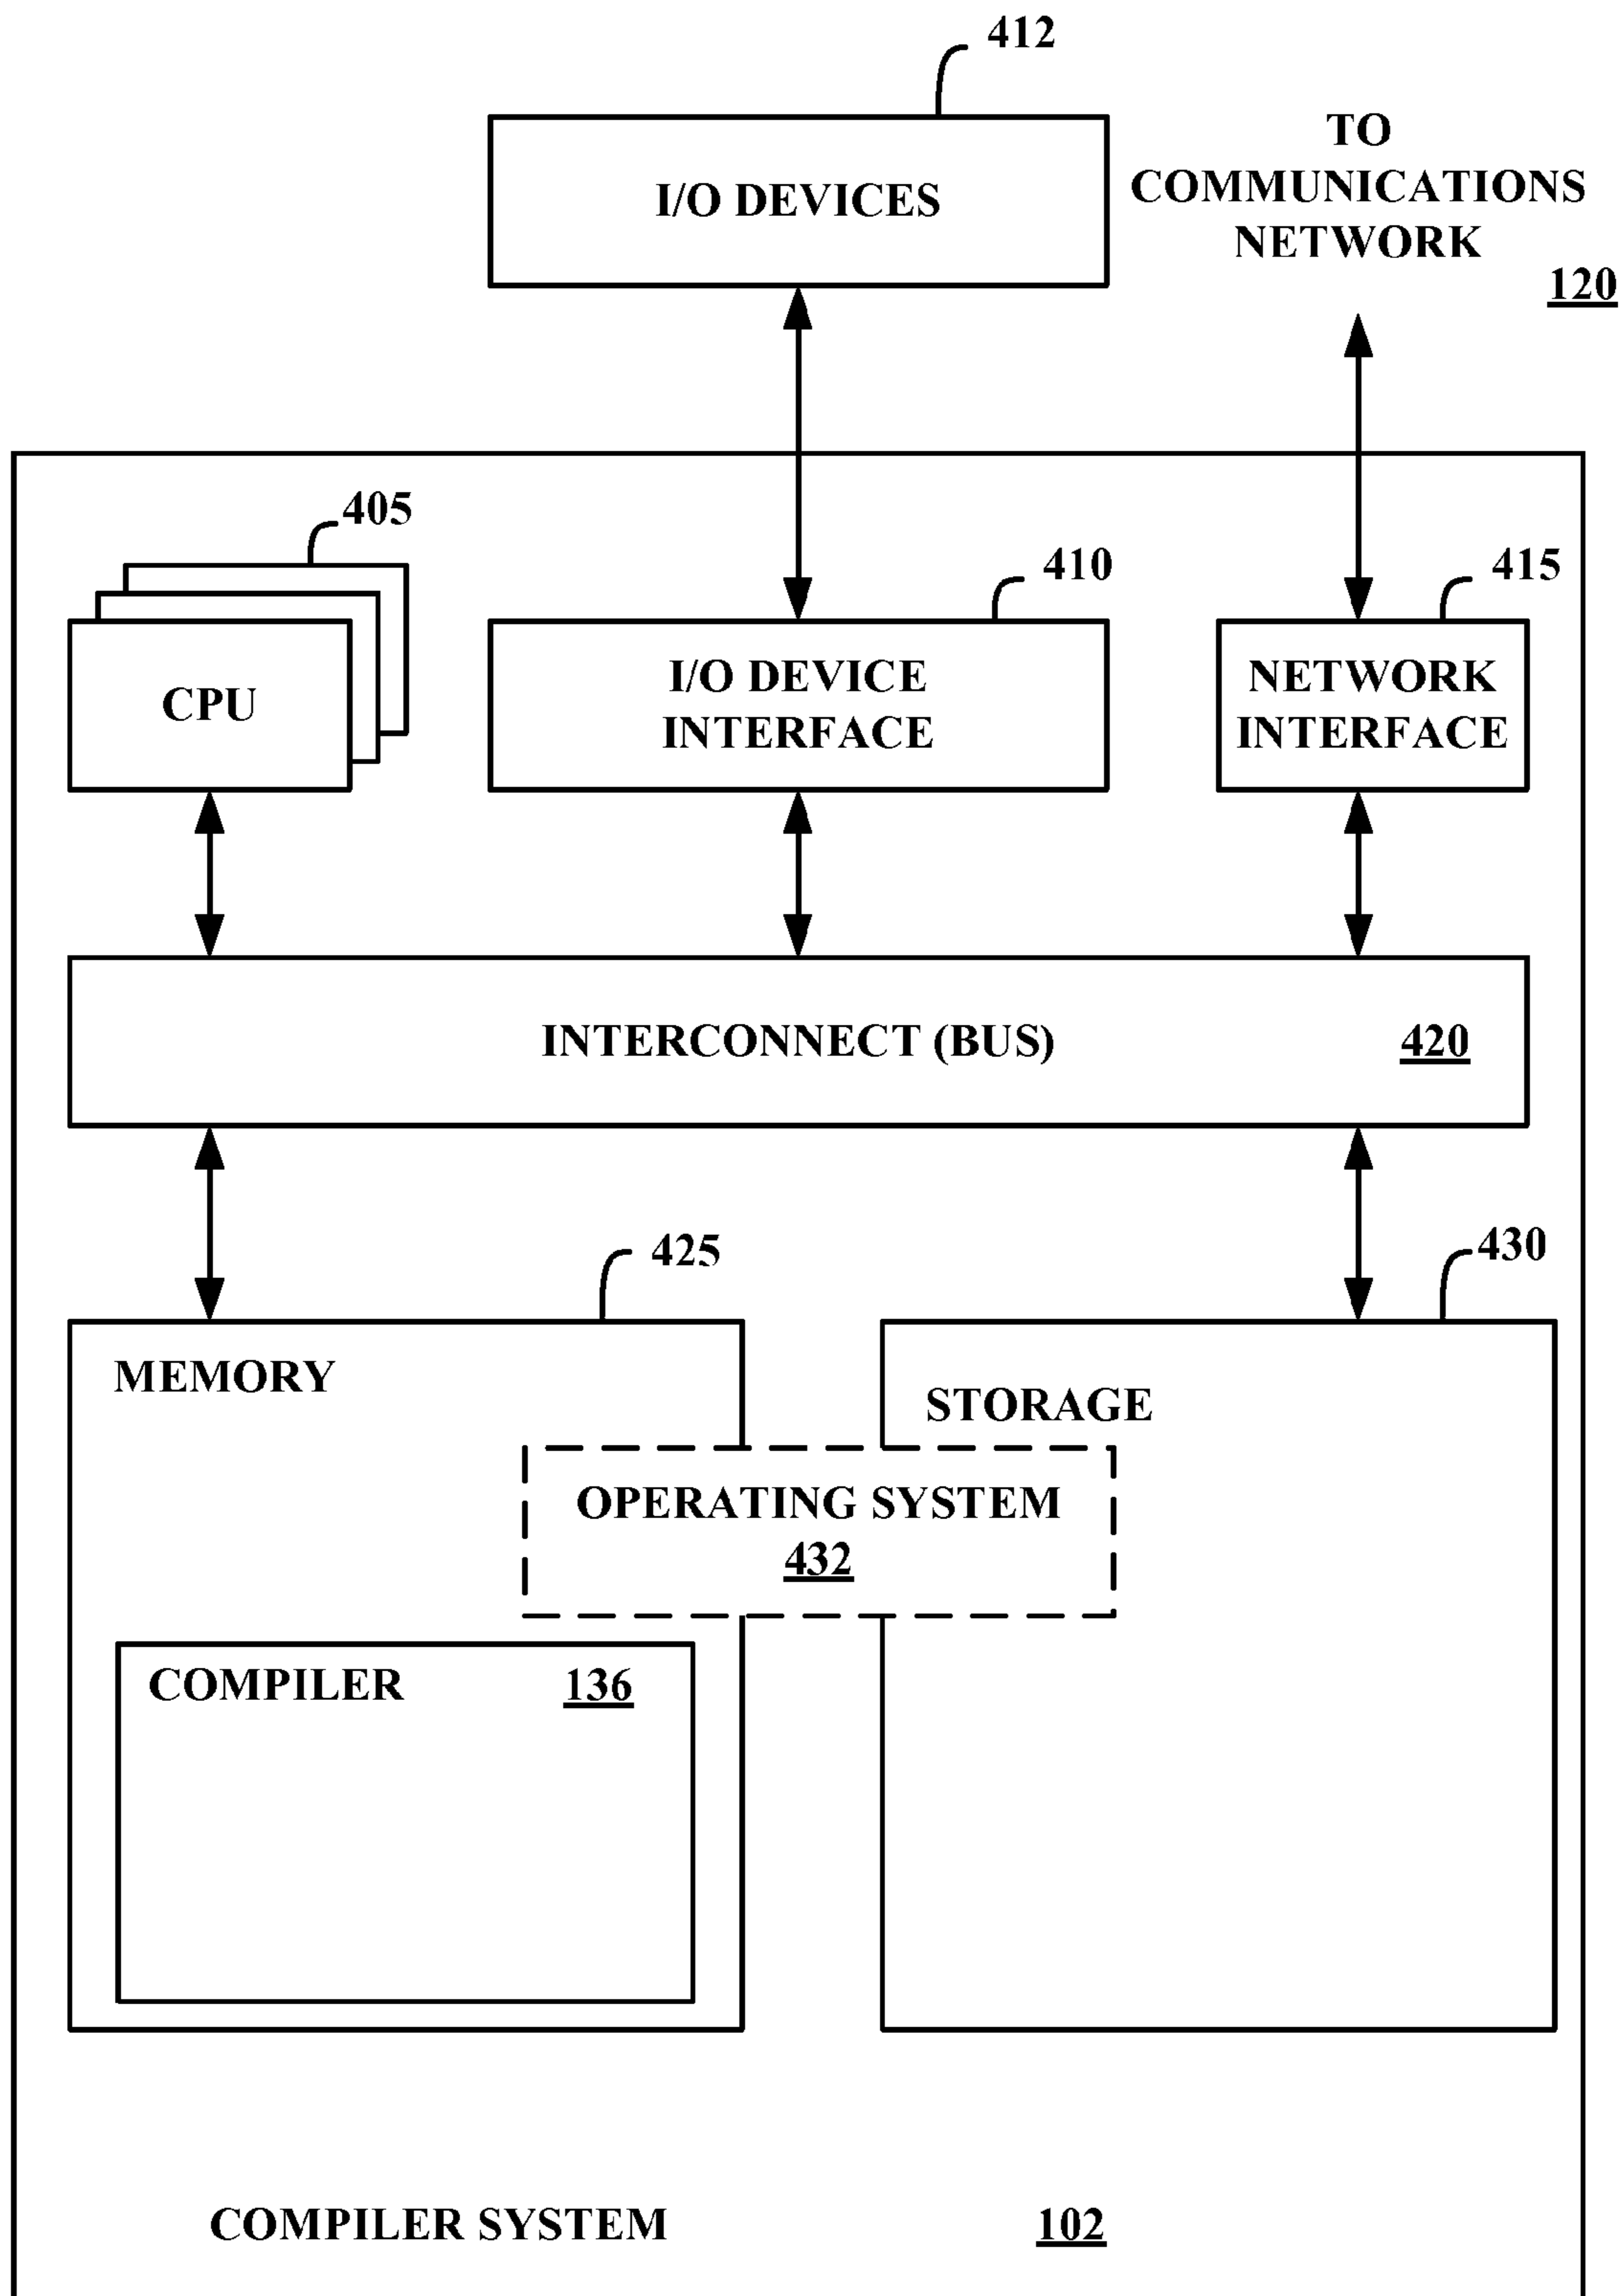 412
I/O DEVICES
TO
COMMUNICATIONS
NETWORK
120
405
CPU
410
I/O DEVICE
INTERFACE
415
NETWORK
INTERFACE
INTERCONNECT (BUS)
420
425
MEMORY
430
STORAGE
OPERATING SYSTEM
432
COMPILER
136
COMPILER SYSTEM
102